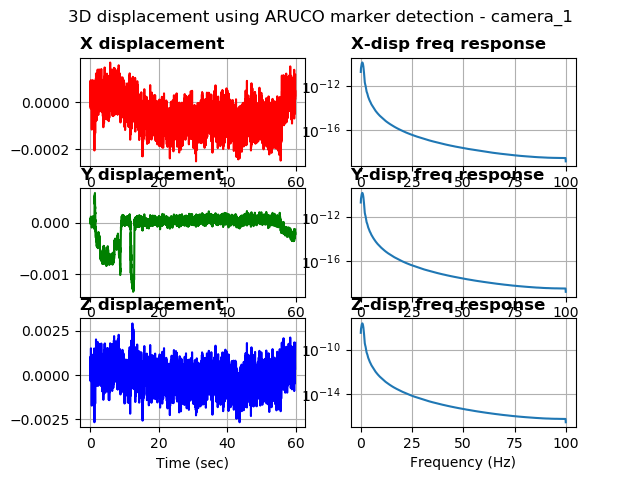 3D displacement using ARUCO marker detection - camera_1
X displacement
0.0000
−0.0002
0 20 40 60
X-disp freq response
10−12
10−16
0 25 50 75 100
Y displacement
0.000
−0.001
0 20 40 60
Y-disp freq response
10−12
10−16
0 25 50 75 100
Z displacement
0.0025
0.0000
−0.0025
0 20 40 60
Time (sec)
Z-disp freq response
10−10
10−14
0 25 50 75 100
Frequency (Hz)